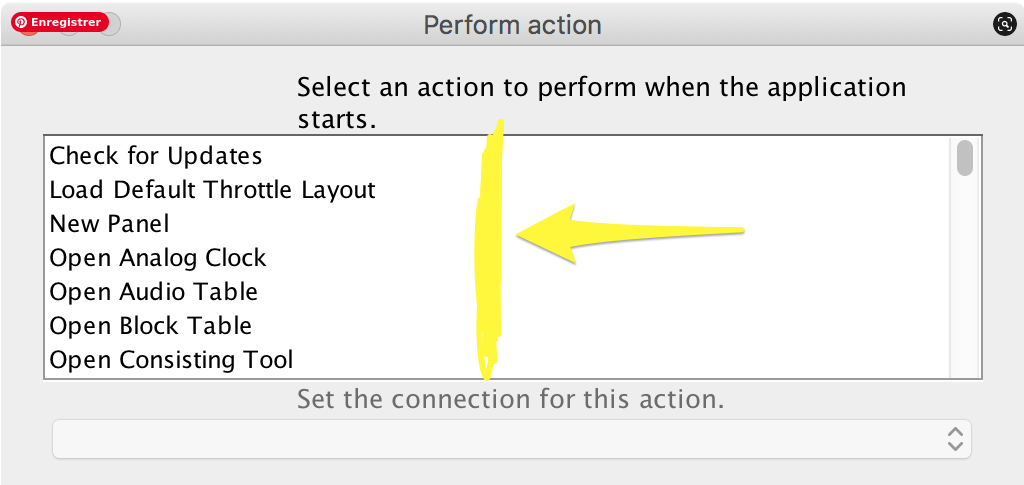 Enregistrer
Perform action
Select an action to perform when the application
starts.
Check for Updates
Load Default Throttle Layout
New Panel
Open Analog Clock
Open Audio Table
Open Block Table
Open Consisting Tool
Set the connection for this action.